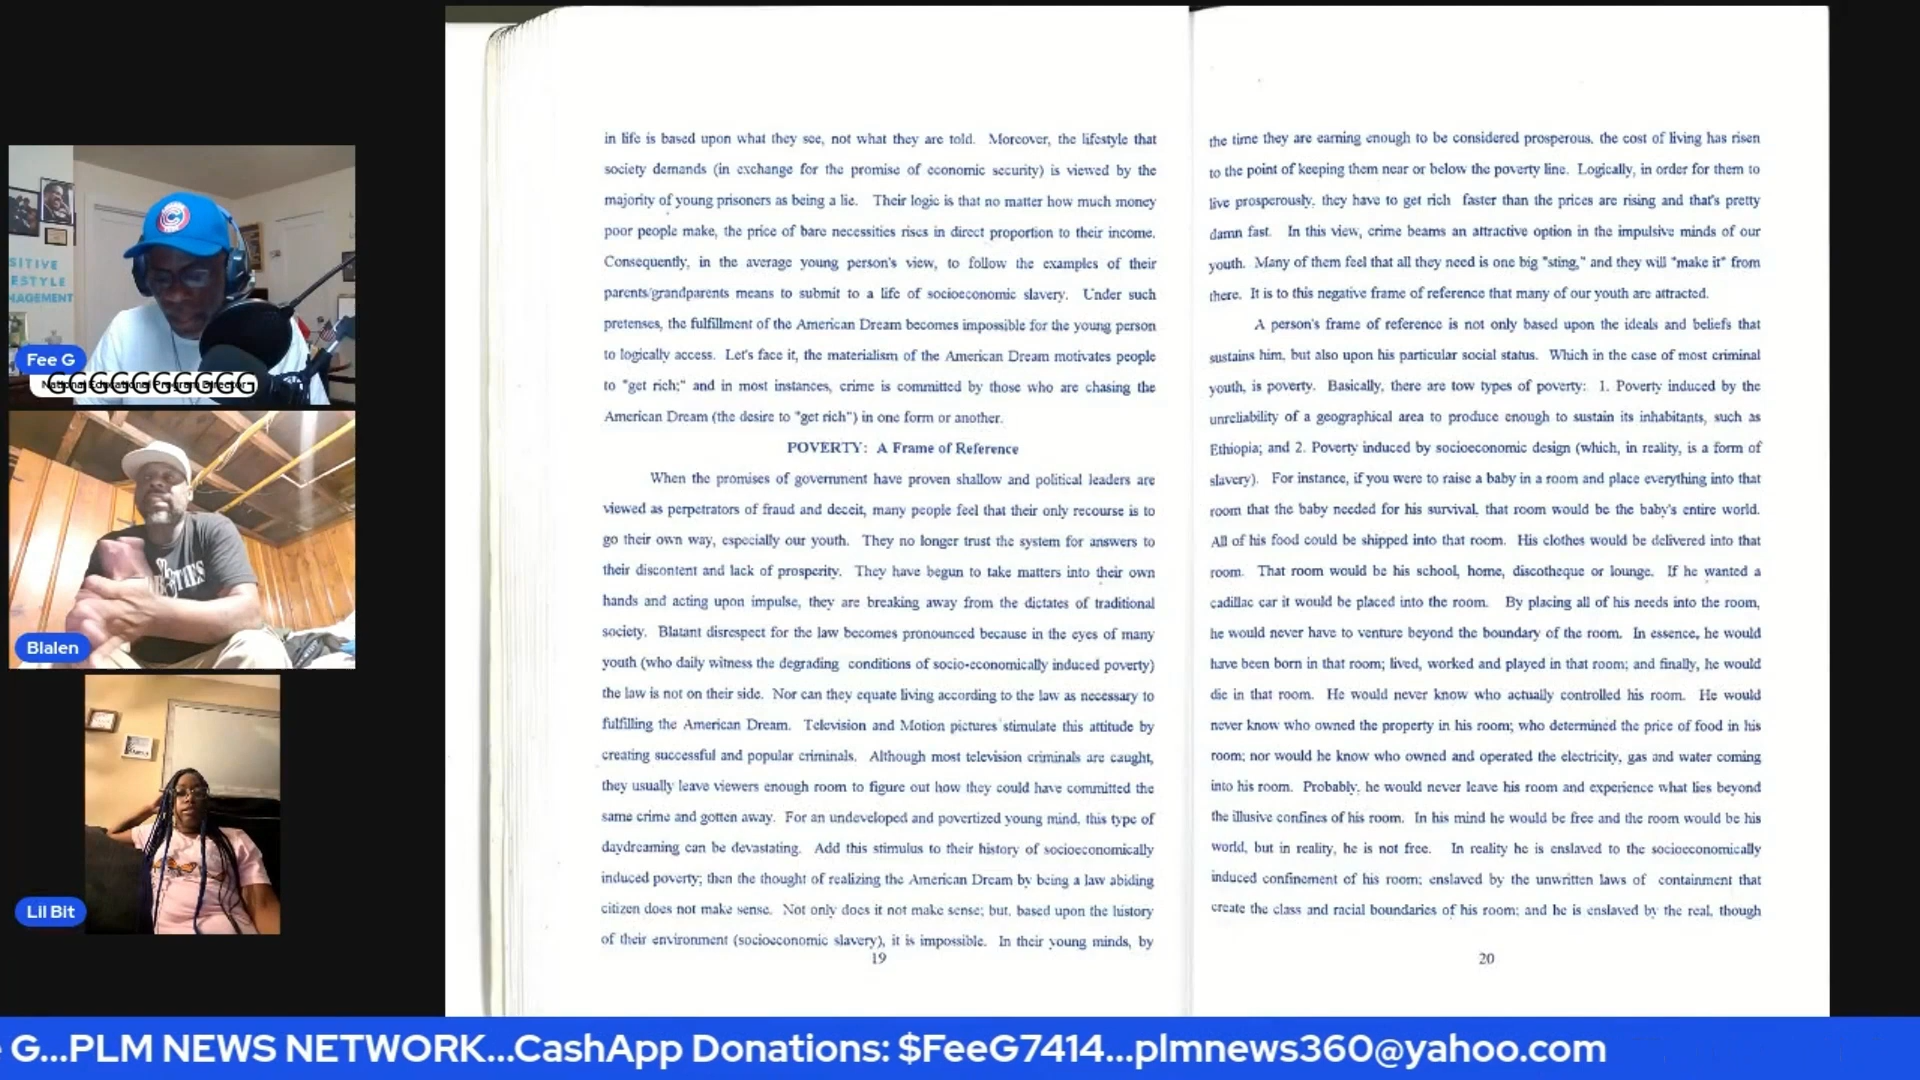 SITIVE
ESTYLE
NAGEMENT
Fee G
National Educational Program Director
GGGGGGGGGG
Blalen
Lil Bit
in life is based upon what they see, not what they are told. Moreover, the lifestyle that
society demands (in exchange for the promise of economic security) is viewed by the
majority of young prisoners as being a lie. Their logic is that no matter how much money
poor people make, the price of bare necessities rises in direct proportion to their income.
Consequently, in the average young person's view, to follow the examples of their
parents/grandparents means to submit to a life of socioeconomic slavery. Under such
pretenses, the fulfillment of the American Dream becomes impossible for the young person
to logically access. Let's face it, the materialism of the American Dream motivates people
to "get rich;" and in most instances, crime is committed by those who are chasing the
American Dream (the desire to "get rich") in one form or another.
POVERTY: A Frame of Reference
When the promises of government have proven shallow and political leaders are
viewed as perpetrators of fraud and deceit, many people feel that their only recourse is to
go their own way, especially our youth. They no longer trust the system for answers to
their discontent and lack of prosperity. They have begun to take matters into their own
hands and acting upon impulse, they are breaking away from the dictates of traditional
society. Blatant disrespect for the law becomes pronounced because in the eyes of many
youth (who daily witness the degrading conditions of socio-economically induced poverty)
the law is not on their side. Nor can they equate living according to the law as necessary to
fulfilling the American Dream. Television and Motion pictures stimulate this attitude by
creating successful and popular criminals. Although most television criminals are caught,
they usually leave viewers enough room to figure out how they could have committed the
same crime and gotten away. For an undeveloped and povertized young mind, this type of
daydreaming can be devastating. Add this stimulus to their history of socioeconomically
induced poverty; then the thought of realizing the American Dream by being a law abiding
citizen does not make sense. Not only does it not make sense; but, based upon the history
of their environment (socioeconomic slavery), it is impossible. In their young minds, by
19
the time they are earning enough to be considered prosperous, the cost of living has risen
to the point of keeping them near or below the poverty line. Logically, in order for them to
live prosperously, they have to get rich faster than the prices are rising and that's pretty
damn fast. In this view, crime beams an attractive option in the impulsive minds of our
youth. Many of them feel that all they need is one big "sting," and they will "make it" from
there. It is to this negative frame of reference that many of our youth are attracted.
A person's frame of reference is not only based upon the ideals and beliefs that
sustains him, but also upon his particular social status. Which in the case of most criminal
youth, is poverty. Basically, there are tow types of poverty: 1. Poverty induced by the
unreliability of a geographical area to produce enough to sustain its inhabitants, such as
Ethiopia; and 2. Poverty induced by socioeconomic design (which, in reality, is a form of
slavery). For instance, if you were to raise a baby in a room and place everything into that
room that the baby needed for his survival, that room would be the baby's entire world.
All of his food could be shipped into that room. His clothes would be delivered into that
room. That room would be his school, home, discotheque or lounge. If he wanted a
cadillac car it would be placed into the room. By placing all of his needs into the room,
he would never have to venture beyond the boundary of the room. In essence, he would
have been born in that room; lived, worked and played in that room; and finally, he would
die in that room. He would never know who actually controlled his room. He would
never know who owned the property in his room; who determined the price of food in his
room; nor would he know who owned and operated the electricity, gas and water coming
into his room. Probably, he would never leave his room and experience what lies beyond
the illusive confines of his room. In his mind he would be free and the room would be his
world, but in reality, he is not free. In reality he is enslaved to the socioeconomically
induced confinement of his room; enslaved by the unwritten laws of containment that
create the class and racial boundaries of his room; and he is enslaved by the real, though
20
G...PLM NEWS NETWORK...CashApp Donations: $FeeG7414...plmnews360@yahoo.com